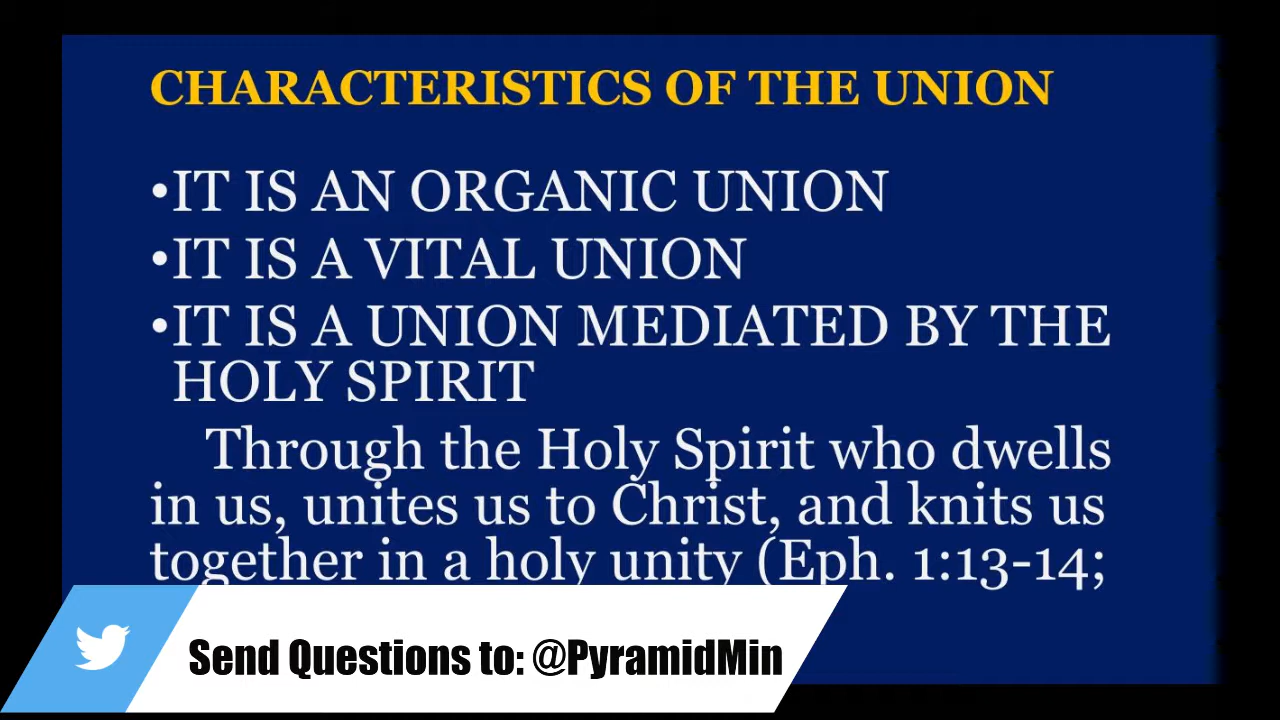 CHARACTERISTICS OF THE UNION
•IT IS AN ORGANIC UNION
•IT IS A VITAL UNION
•IT IS A UNION MEDIATED BY THE
HOLY SPIRIT
Through the Holy Spirit who dwells
in us, unites us to Christ, and knits us
together in a holy unity (Eph. 1:13-14;
Send Questions to: @PyramidMin